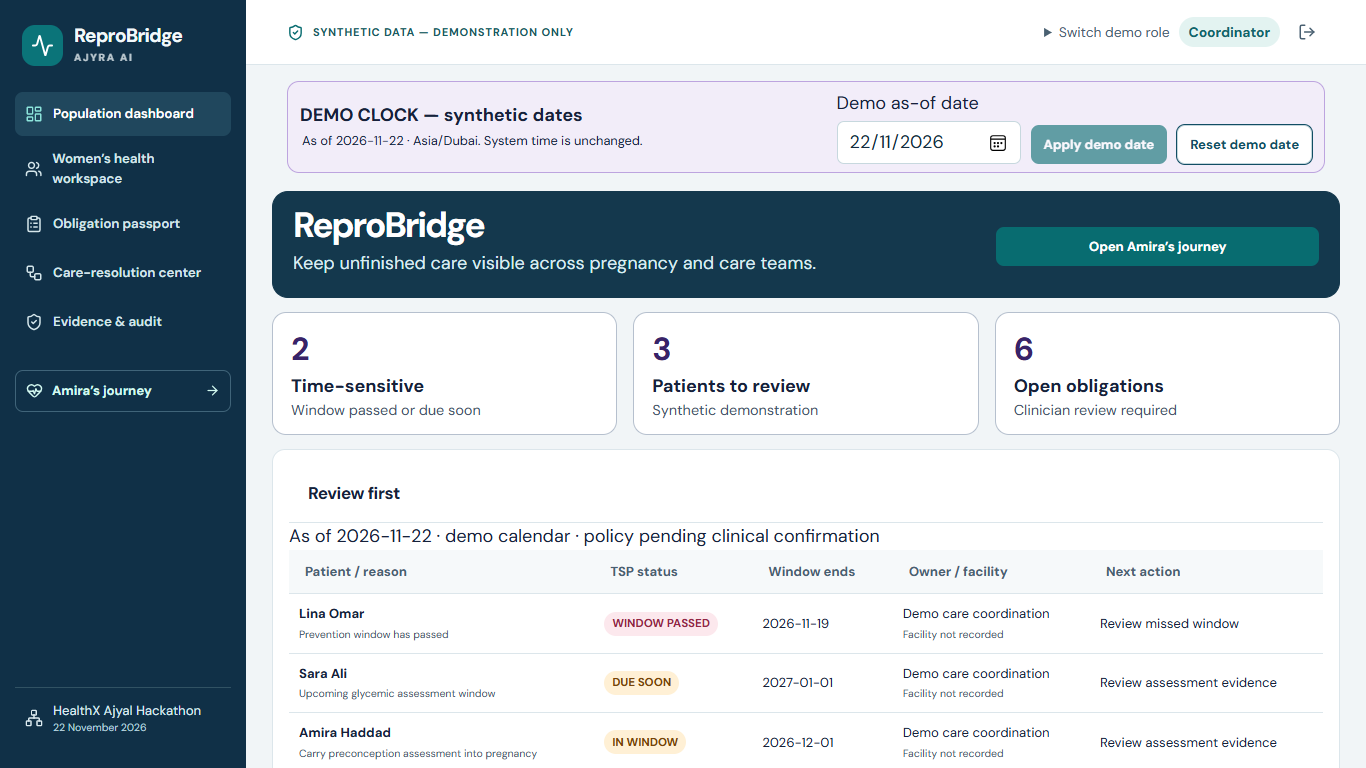 ReproBridge
AJYRA AI
Population dashboard
Women's health
workspace
Obligation passport
Care-resolution center
Evidence & audit
Amira's journey
HealthX Ajyal Hackathon
22 November 2026
SYNTHETIC DATA — DEMONSTRATION ONLY
Switch demo role
Coordinator
DEMO CLOCK — synthetic dates
As of 2026-11-22 · Asia/Dubai. System time is unchanged.
Demo as-of date
22/11/2026
Apply demo date
Reset demo date
ReproBridge
Keep unfinished care visible across pregnancy and care teams.
Open Amira's journey
2
Time-sensitive
Window passed or due soon
3
Patients to review
Synthetic demonstration
6
Open obligations
Clinician review required
Review first
As of 2026-11-22 · demo calendar · policy pending clinical confirmation
Patient / reason TSP status Window ends Owner / facility Next action
Lina Omar
Prevention window has passed
WINDOW PASSED
2026-11-19
Demo care coordination
Facility not recorded
Review missed window
Sara Ali
Upcoming glycemic assessment window
DUE SOON
2027-01-01
Demo care coordination
Facility not recorded
Review assessment evidence
Amira Haddad
Carry preconception assessment into pregnancy
IN WINDOW
2026-12-01
Demo care coordination
Facility not recorded
Review assessment evidence